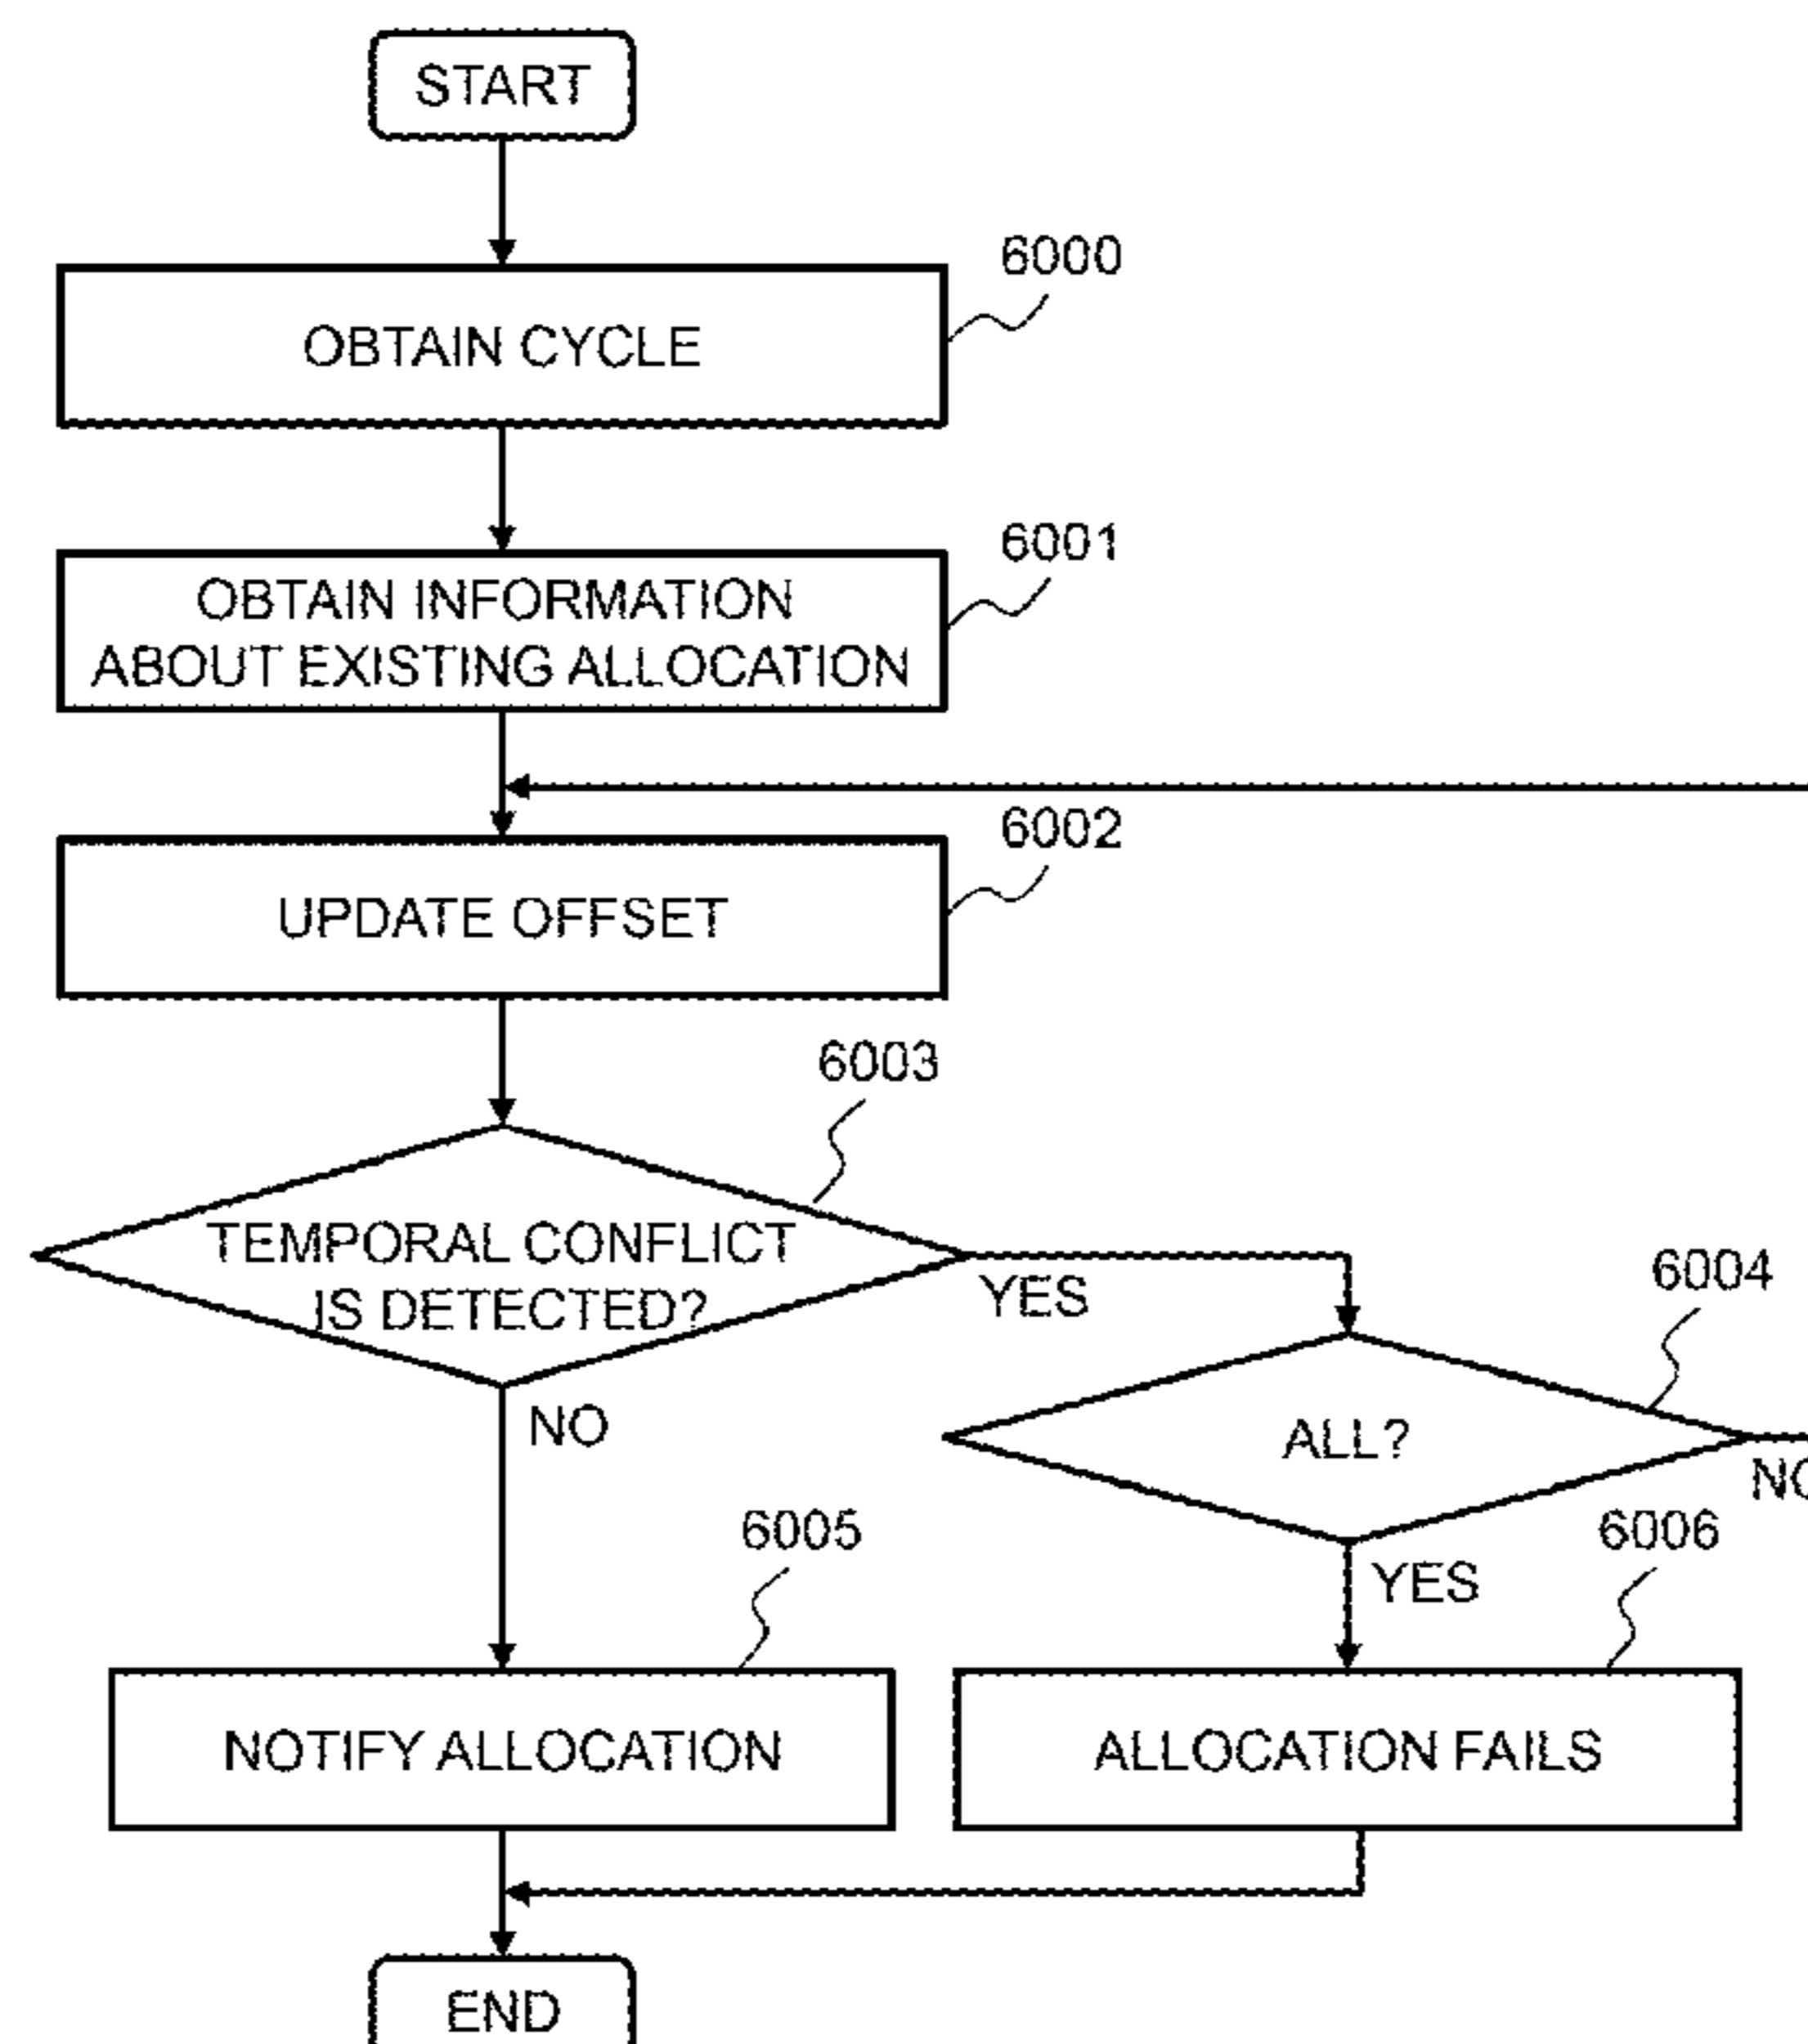 START
6000
OBTAIN CYCLE
6001
OBTAIN INFORMATION
ABOUT EXISTING ALLOCATION
6002
UPDATE OFFSET
6003
TEMPORAL CONFLICT
IS DETECTED?
YES
6004
NO
ALL?
NO
6005
6006
YES
NOTIFY ALLOCATION
ALLOCATION FAILS
END